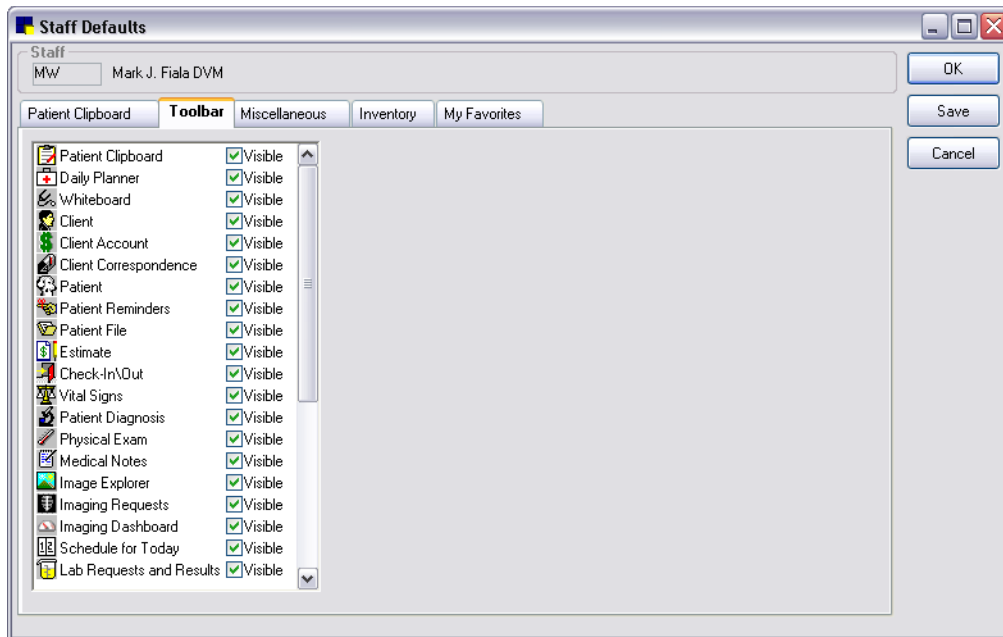 Staff Defaults
Staff
MW Mark J. Fiala DVM
OK
Save
Cancel
Patient Clipboard Toolbar Miscellaneous Inventory My Favorites
Patient Clipboard Visible
Daily Planner Visible
Whiteboard Visible
Client Visible
Client Account Visible
Client Correspondence Visible
Patient Visible
Patient Reminders Visible
Patient File Visible
Estimate Visible
Check-In\Out Visible
Vital Signs Visible
Patient Diagnosis Visible
Physical Exam Visible
Medical Notes Visible
Image Explorer Visible
Imaging Requests Visible
Imaging Dashboard Visible
Schedule for Today Visible
Lab Requests and Results Visible